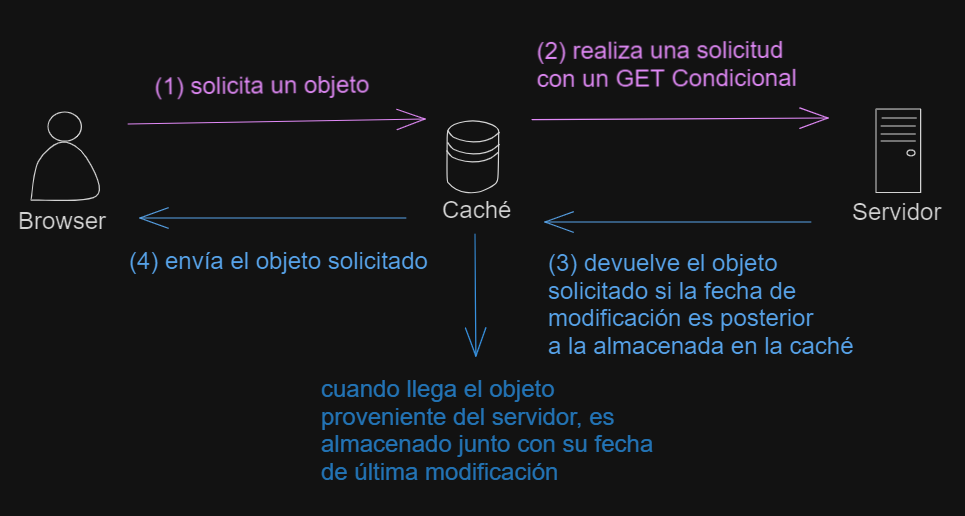 (1) solicita un objeto
(2) realiza una solicitud
con un GET Condicional
Browser
Caché
Servidor
(4) envía el objeto solicitado
(3) devuelve el objeto
solicitado si la fecha de
modificación es posterior
a la almacenada en la caché
cuando llega el objeto
proveniente del servidor, es
almacenado junto con su fecha
de última modificación